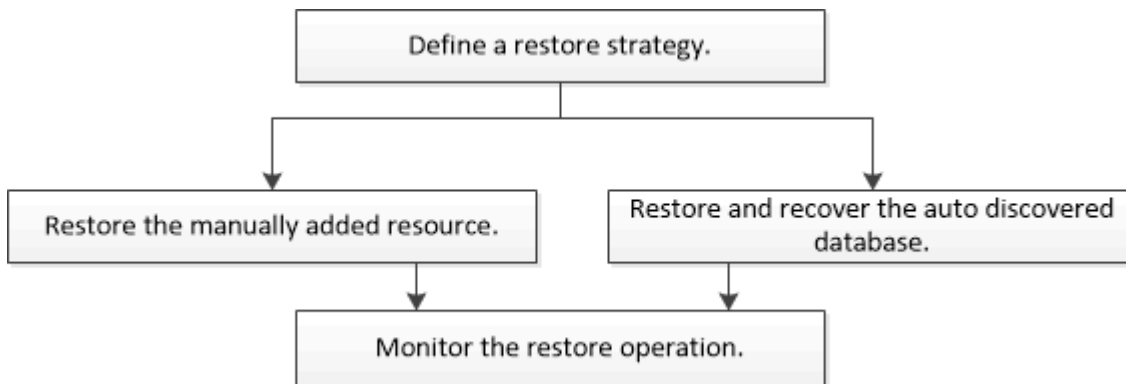 Define a restore strategy.
Restore the manually added resource.
Restore and recover the auto discovered
database.
Monitor the restore operation.